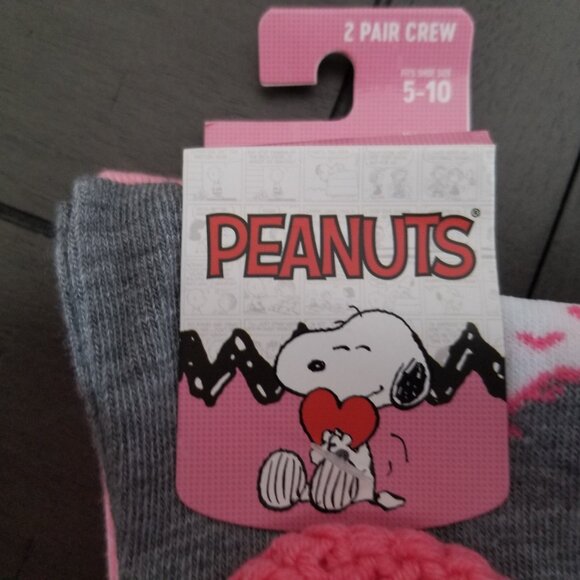 2 PAIR CREW
FITS SHOE SIZE
5-10
PEANUTS®